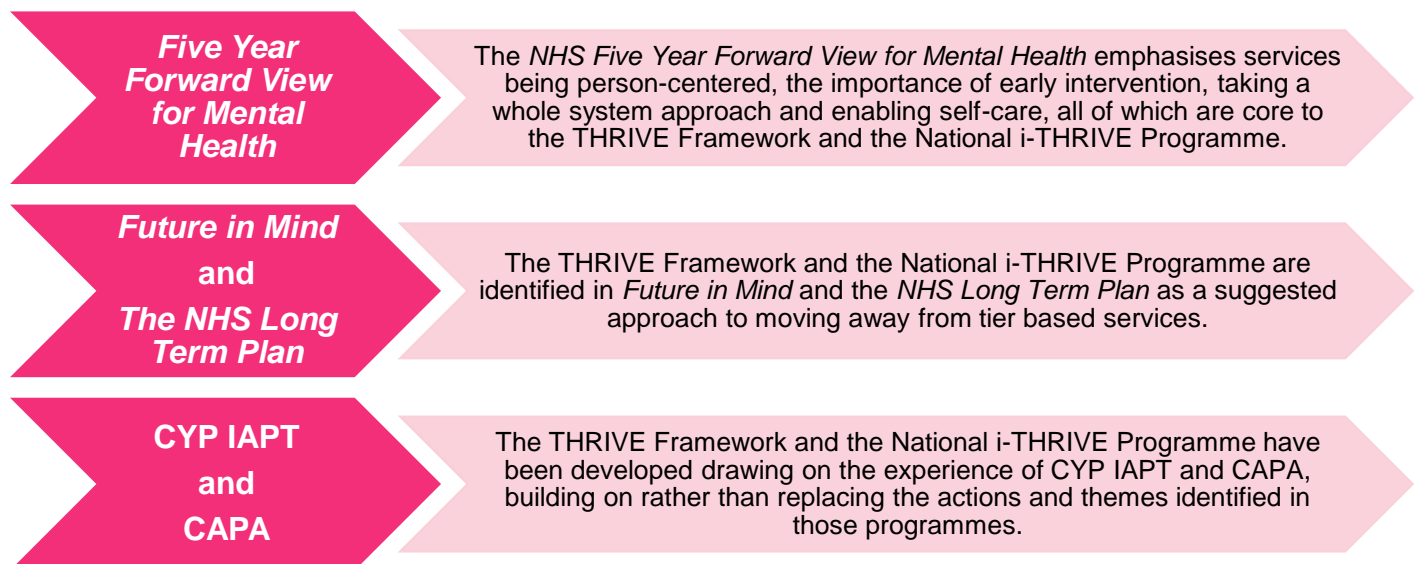 Five Year
Forward View
for Mental
Health
The NHS Five Year Forward View for Mental Health emphasises services
being person-centered, the importance of early intervention, taking a
whole system approach and enabling self-care, all of which are core to
the THRIVE Framework and the National i-THRIVE Programme.
Future in Mind
and
The NHS Long
Term Plan
The THRIVE Framework and the National i-THRIVE Programme are
identified in Future in Mind and the NHS Long Term Plan as a suggested
approach to moving away from tier based services.
CYP IAPT
and
CAPA
The THRIVE Framework and the National i-THRIVE Programme have
been developed drawing on the experience of CYP IAPT and CAPA,
building on rather than replacing the actions and themes identified in
those programmes.